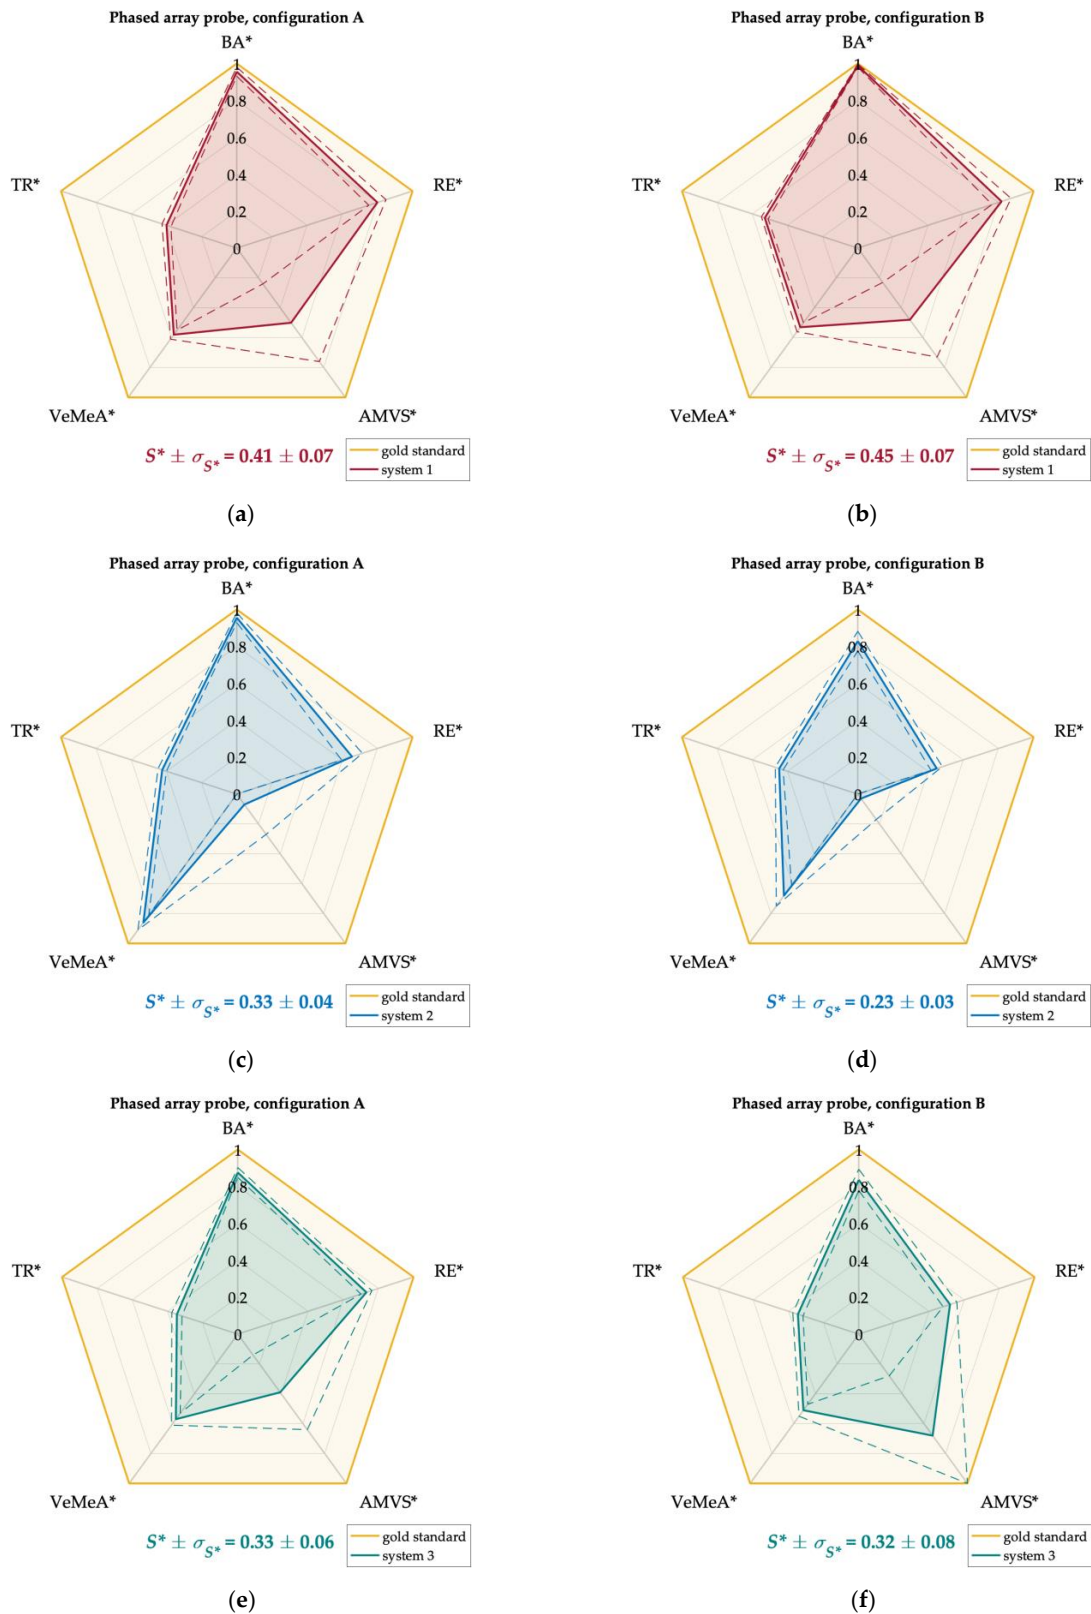 Phased array probe, configuration A
BA*
1
0.8
0.6
0.4
0.2
0
TR*
RE*
VeMeA*
AMVS*
S* ± σS* = 0.41 ± 0.07
gold standard
system 1
(a)
Phased array probe, configuration B
BA*
1
0.8
0.6
0.4
0.2
0
TR*
RE*
VeMeA*
AMVS*
S* ± σS* = 0.45 ± 0.07
gold standard
system 1
(b)
Phased array probe, configuration A
BA*
1
0.8
0.6
0.4
0.2
0
TR*
RE*
VeMeA*
AMVS*
S* ± σS* = 0.33 ± 0.04
gold standard
system 2
(c)
Phased array probe, configuration B
BA*
1
0.8
0.6
0.4
0.2
0
TR*
RE*
VeMeA*
AMVS*
S* ± σS* = 0.23 ± 0.03
gold standard
system 2
(d)
Phased array probe, configuration A
BA*
1
0.8
0.6
0.4
0.2
0
TR*
RE*
VeMeA*
AMVS*
S* ± σS* = 0.33 ± 0.06
gold standard
system 3
(e)
Phased array probe, configuration B
BA*
1
0.8
0.6
0.4
0.2
0
TR*
RE*
VeMeA*
AMVS*
S* ± σS* = 0.32 ± 0.08
gold standard
system 3
(f)